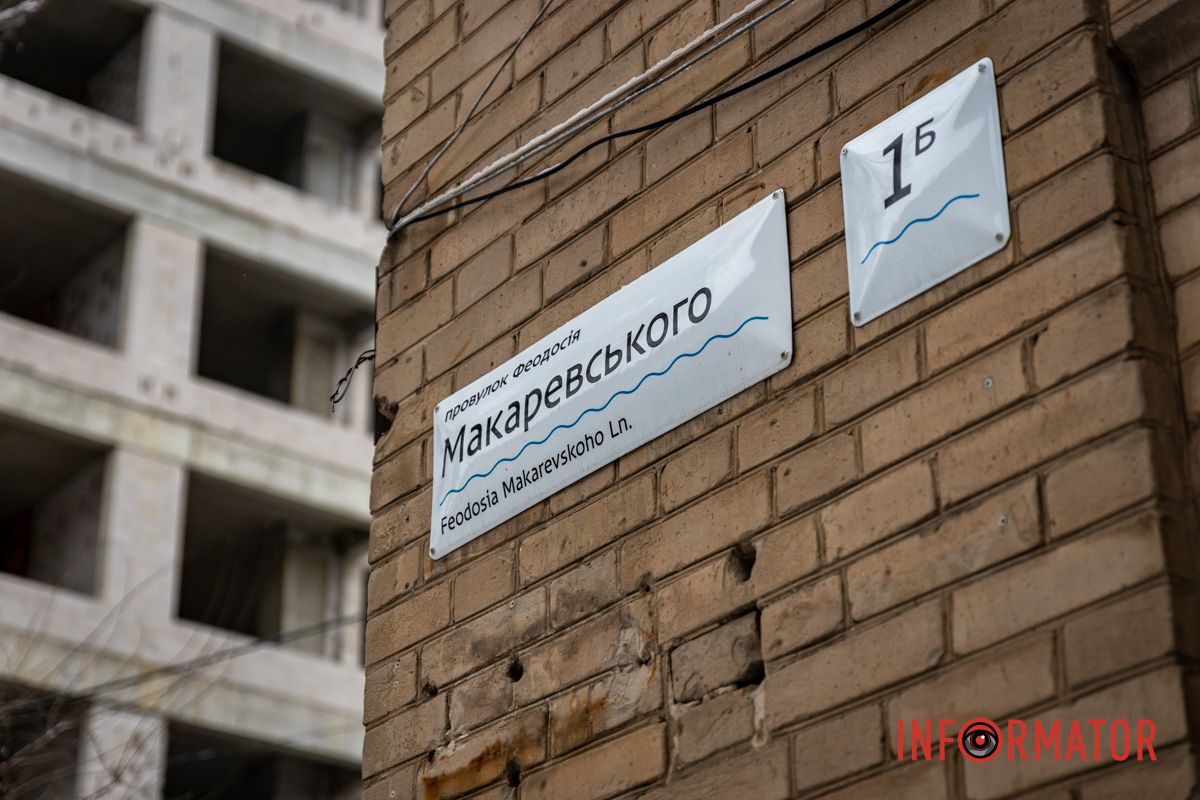 провулок Феодосія
Макаревського
Feodosia Makarevskoho Ln.
1Б
INFORMATOR